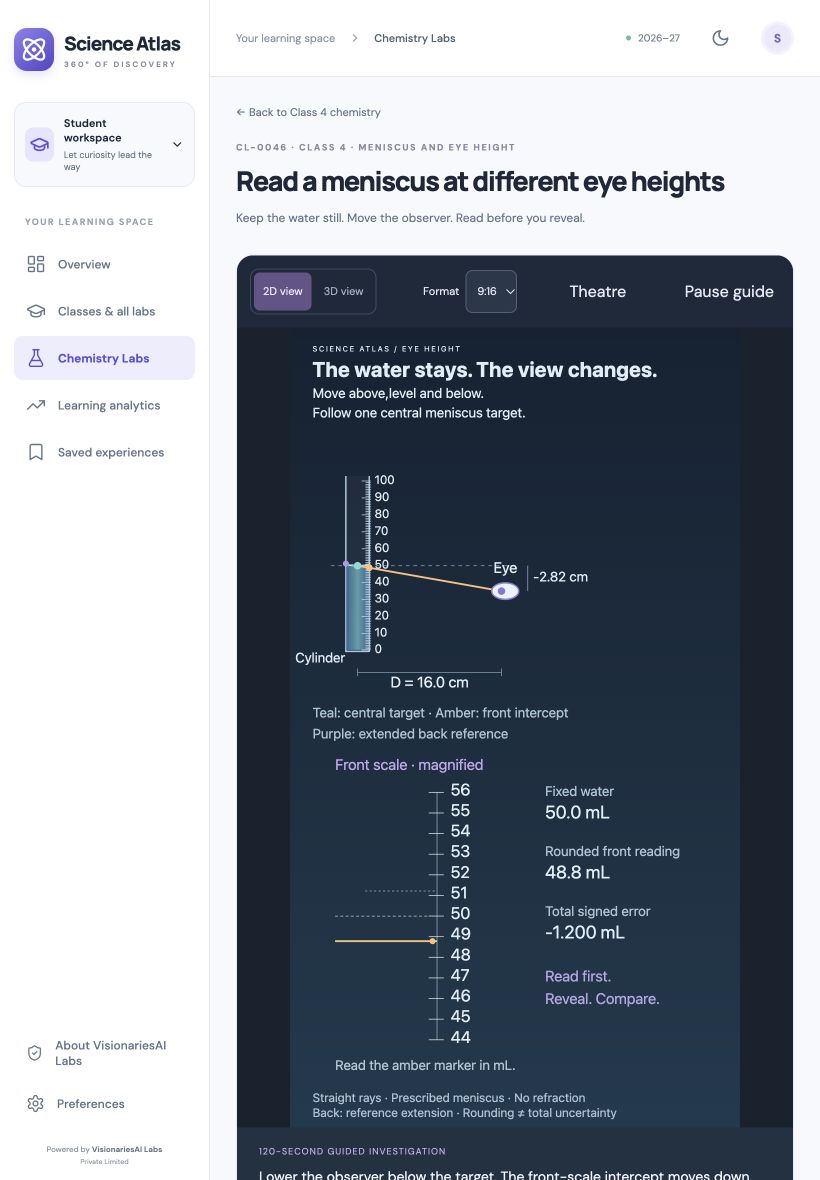 Science Atlas
360° OF DISCOVERY
Student workspace
Let curiosity lead the way
YOUR LEARNING SPACE
Overview
Classes & all labs
Chemistry Labs
Learning analytics
Saved experiences
About VisionariesAI Labs
Preferences
Powered by VisionariesAI Labs
Private Limited
Your learning space > Chemistry Labs
2026–27
S
← Back to Class 4 chemistry
CL-0046 · CLASS 4 · MENISCUS AND EYE HEIGHT
Read a meniscus at different eye heights
Keep the water still. Move the observer. Read before you reveal.
2D view
3D view
Format
9:16
Theatre
Pause guide
SCIENCE ATLAS / EYE HEIGHT
The water stays. The view changes.
Move above,level and below.
Follow one central meniscus target.
100
90
80
70
60
50
40
30
20
10
0
Eye
-2.82 cm
Cylinder
D = 16.0 cm
Teal: central target · Amber: front intercept
Purple: extended back reference
Front scale · magnified
56
55
54
53
52
51
50
49
48
47
46
45
44
Fixed water
50.0 mL
Rounded front reading
48.8 mL
Total signed error
-1.200 mL
Read first.
Reveal. Compare.
Read the amber marker in mL.
Straight rays · Prescribed meniscus · No refraction
Back: reference extension · Rounding ≠ total uncertainty
120-SECOND GUIDED INVESTIGATION
Lower the observer below the target. The front-scale intercept moves down